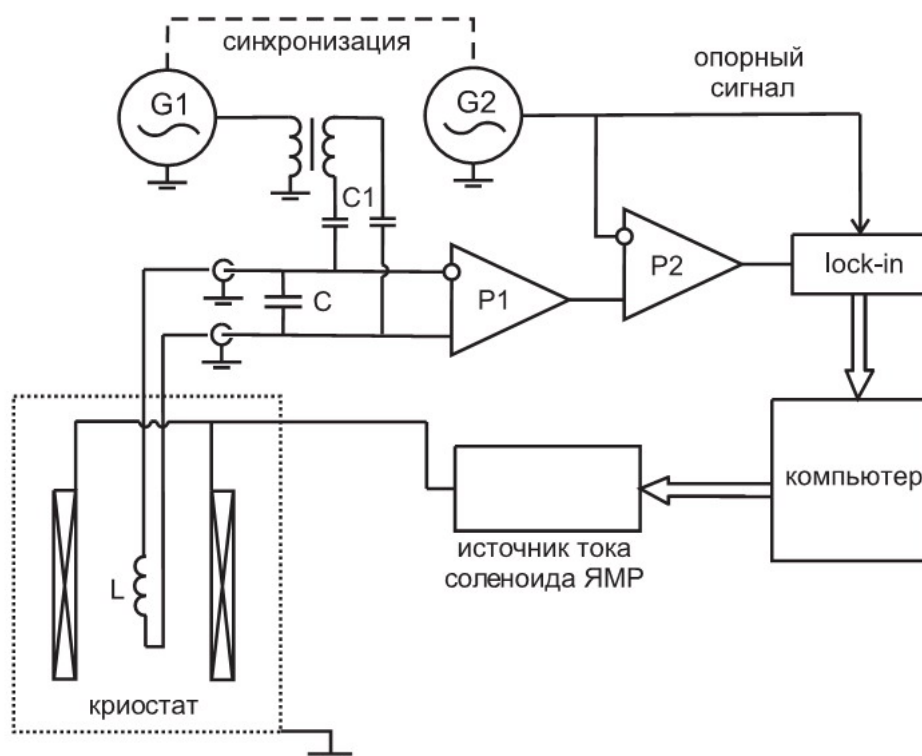 синхронизация
опорный
сигнал
G1
G2
C1
C
P1
P2
lock-in
компьютер
источник тока
соленоида ЯМР
L
криостат